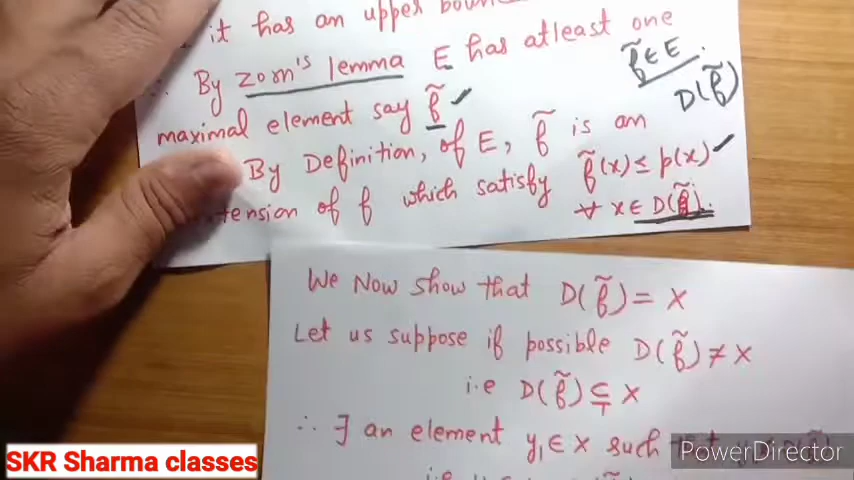 it has an upper boun
∴ By Zorn's lemma E has atleast one
maximal element say f̃
f̃ ∈ E.
D(f̃)
By Definition, of E, f̃ is an
tension of f which satisfy f̃(x) ≤ p(x)
∀ x ∈ D(f̃).
We Now show that D(f̃) = X
Let us suppose if possible D(f̃) ≠ X
i.e D(f̃) ⊊ X
∴ ∃ an element y₁ ∈ X such
i.e
SKR Sharma classes
PowerDirector